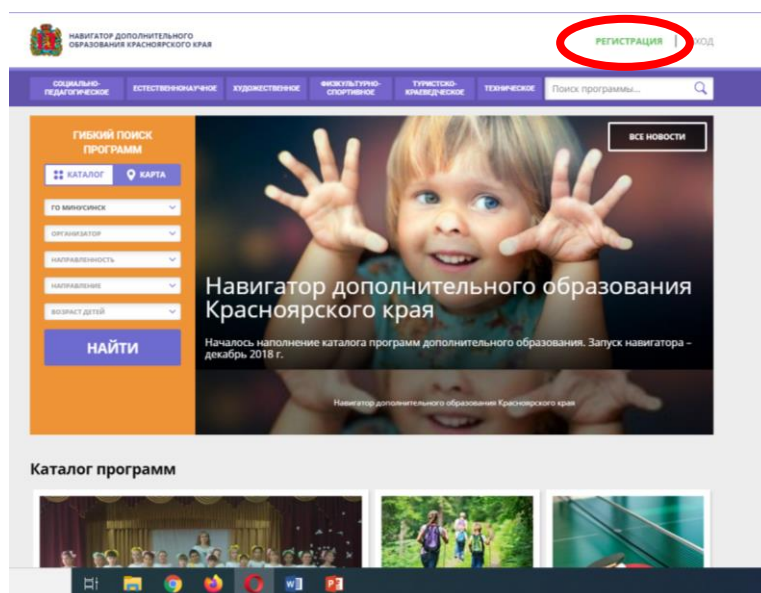 НАВИГАТОР ДОПОЛНИТЕЛЬНОГО
ОБРАЗОВАНИЯ КРАСНОЯРСКОГО КРАЯ
РЕГИСТРАЦИЯ
СОЦИАЛЬНО-
ПЕДАГОГИЧЕСКОЕ
ЕСТЕСТВЕННОНАУЧНОЕ
ХУДОЖЕСТВЕННОЕ
ФИЗКУЛЬТУРНО-
СПОРТИВНОЕ
ТУРИСТСКО-
КРАЕВЕДЧЕСКОЕ
ТЕХНИЧЕСКОЕ
Поиск программы...
ГИБКИЙ ПОИСК
ПРОГРАММ
КАТАЛОГ
КАРТА
ГО МИНУСИНСК
ОРГАНИЗАТОР
НАПРАВЛЕННОСТЬ
НАПРАВЛЕНИЕ
ВОЗРАСТ ДЕТЕЙ
НАЙТИ
ВСЕ НОВОСТИ
Навигатор дополнительного образования
Красноярского края
Началось наполнение каталога программ дополнительного образования. Запуск навигатора –
декабрь 2018 г.
Навигатор дополнительного образования Красноярского края
Каталог программ